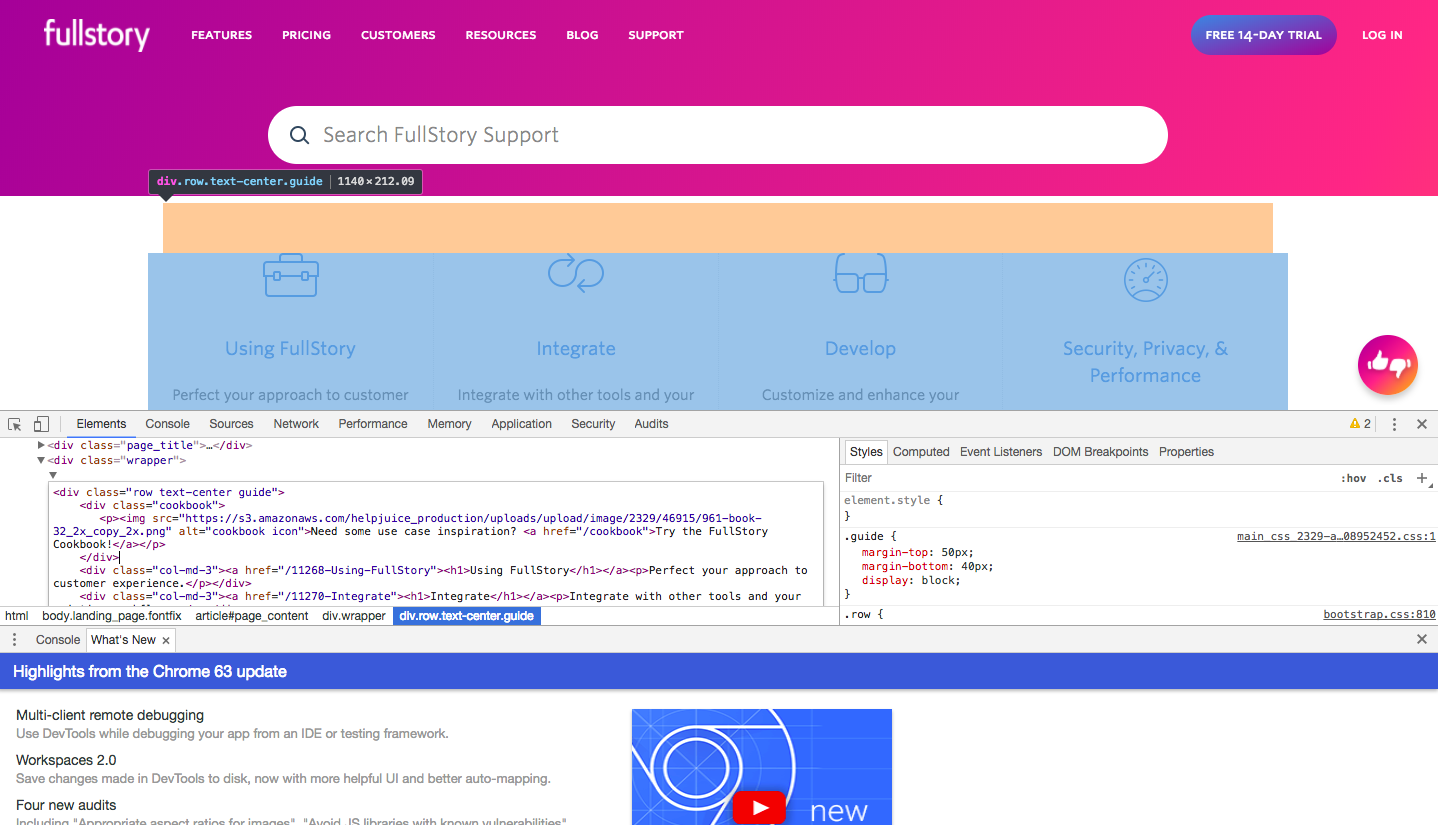 fullstory
FEATURES
PRICING
CUSTOMERS
RESOURCES
BLOG
SUPPORT
FREE 14-DAY TRIAL
LOG IN
Search FullStory Support
div.row.text-center.guide | 1140×212.09
Using FullStory
Integrate
Develop
Security, Privacy, &
Performance
Perfect your approach to customer
Integrate with other tools and your
Customize and enhance your
Elements
Console
Sources
Network
Performance
Memory
Application
Security
Audits
2
<div class="page_title">…</div>
<div class="wrapper">
<div class="row text-center guide">
<div class="cookbook">
<p><img src="https://s3.amazonaws.com/helpjuice_production/uploads/upload/image/2329/46915/961-book-
32_2x_copy_2x.png" alt="cookbook icon">Need some use case inspiration? <a href="/cookbook">Try the FullStory
Cookbook!</a></p>
</div>
<div class="col-md-3"><a href="/11268-Using-FullStory"><h1>Using FullStory</h1></a><p>Perfect your approach to
customer experience.</p></div>
<div class="col-md-3"><a href="/11270-Integrate"><h1>Integrate</h1></a><p>Integrate with other tools and your
html
body.landing_page.fontfix
article#page_content
div.wrapper
div.row.text-center.guide
Styles
Computed
Event Listeners
DOM Breakpoints
Properties
Filter
:hov
.cls
element.style {
}
.guide {
main css 2329-a…08952452.css:1
margin-top: 50px;
margin-bottom: 40px;
display: block;
}
.row {
bootstrap.css:810
Console
What's New
Highlights from the Chrome 63 update
Multi-client remote debugging
Use DevTools while debugging your app from an IDE or testing framework.
Workspaces 2.0
Save changes made in DevTools to disk, now with more helpful UI and better auto-mapping.
Four new audits
Including "Appropriate aspect ratios for images", "Avoid JS libraries with known vulnerabilities"
new